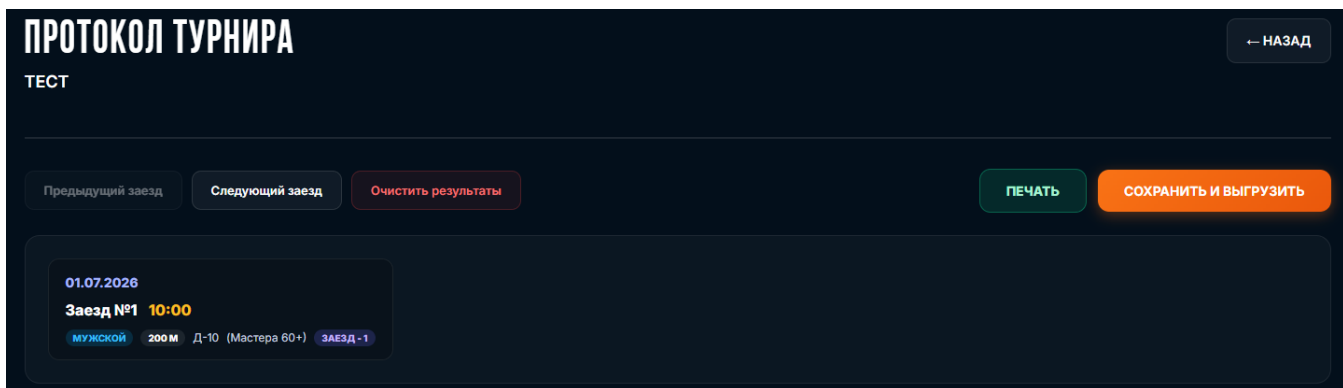 ПРОТОКОЛ ТУРНИРА
← НАЗАД
ТЕСТ
Предыдущий заезд Следующий заезд Очистить результаты ПЕЧАТЬ СОХРАНИТЬ И ВЫГРУЗИТЬ
01.07.2026
Заезд №1 10:00
МУЖСКОЙ 200 М Д-10 (Мастера 60+) ЗАЕЗД - 1